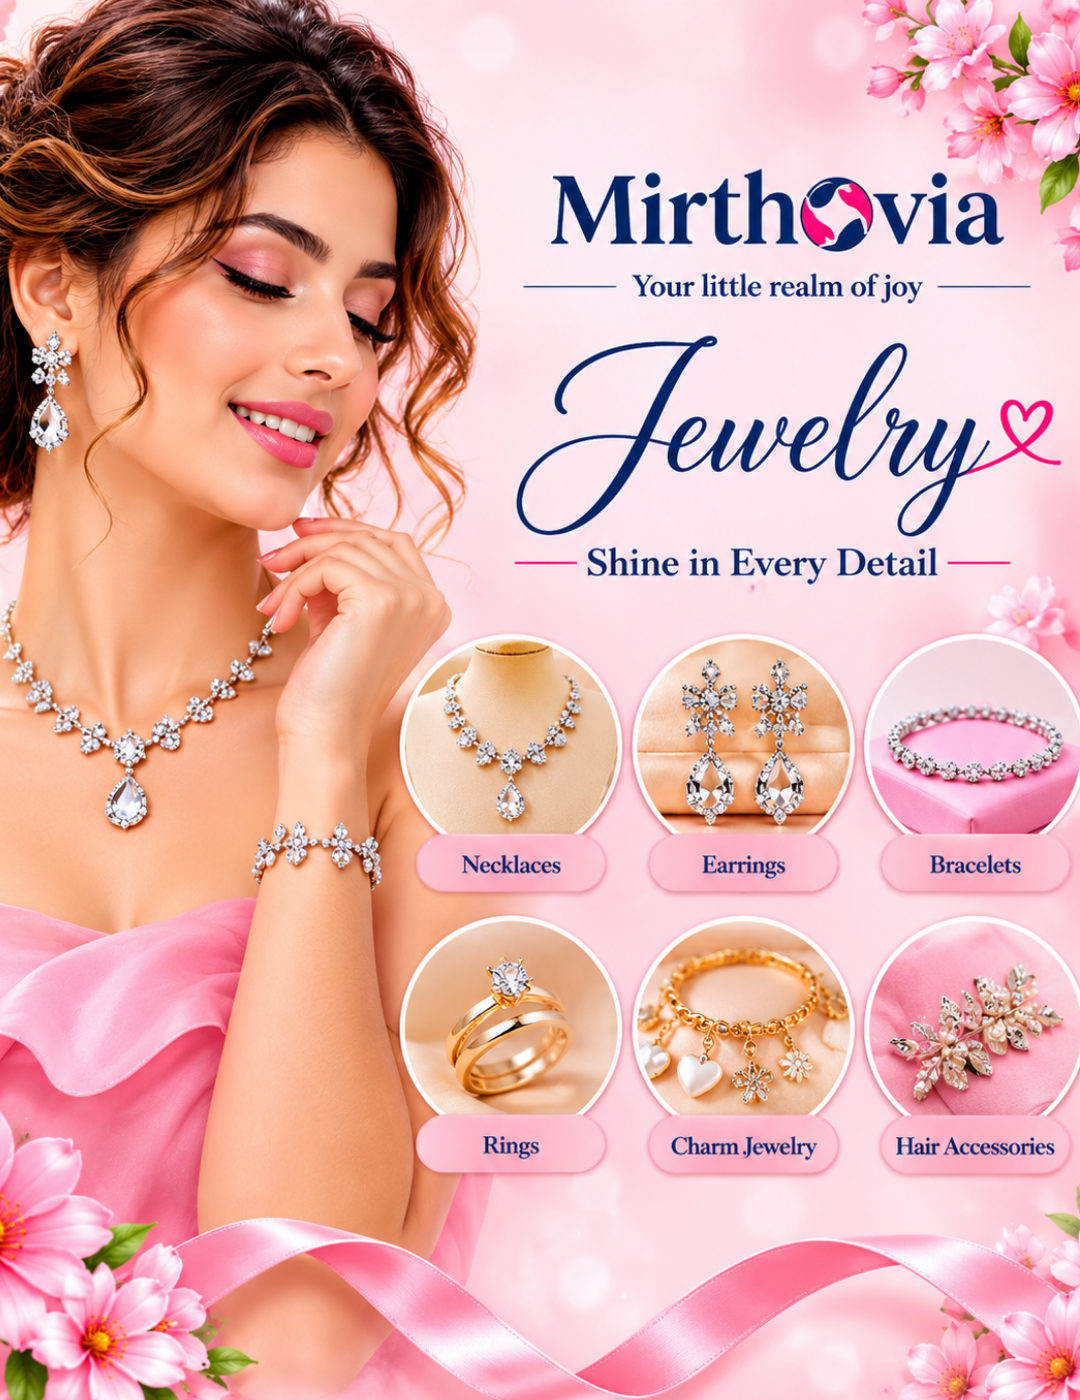 Mirthovia
Your little realm of joy
Jewelry
Shine in Every Detail
Necklaces
Earrings
Bracelets
Rings
Charm Jewelry
Hair Accessories